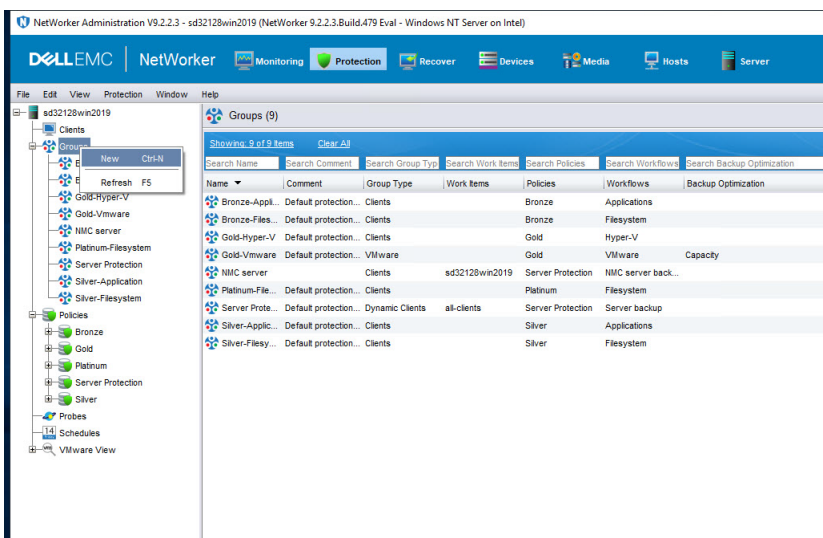 NetWorker Administration V9.2.2.3 - sd32128win2019 (NetWorker 9.2.2.3.Build.479 Eval - Windows NT Server on Intel)
DELLEMC | NetWorker Monitoring Protection Recover Devices Media Hosts Server
File Edit View Protection Window Help
sd32128win2019
Clients
Groups
New Ctrl-N
Refresh F5
Gold-Hyper-V
Gold-Vmware
NMC server
Platinum-Filesystem
Server Protection
Silver-Application
Silver-Filesystem
Policies
Bronze
Gold
Platinum
Server Protection
Silver
Probes
14
Schedules
VMware View
Groups (9)
Showing: 9 of 9 items Clear All
Search Name Search Comment Search Group Typ Search Work Items Search Policies Search Workflows Search Backup Optimization
Name Comment Group Type Work Items Policies Workflows Backup Optimization
Bronze-Appli... Default protection... Clients Bronze Applications
Bronze-Files... Default protection... Clients Bronze Filesystem
Gold-Hyper-V Default protection... Clients Gold Hyper-V
Gold-Vmware Default protection... VMware Gold VMware Capacity
NMC server Clients sd32128win2019 Server Protection NMC server back...
Platinum-File... Default protection... Clients Platinum Filesystem
Server Prote... Default protection... Dynamic Clients all-clients Server Protection Server backup
Silver-Applic... Default protection... Clients Silver Applications
Silver-Filesy... Default protection... Clients Silver Filesystem